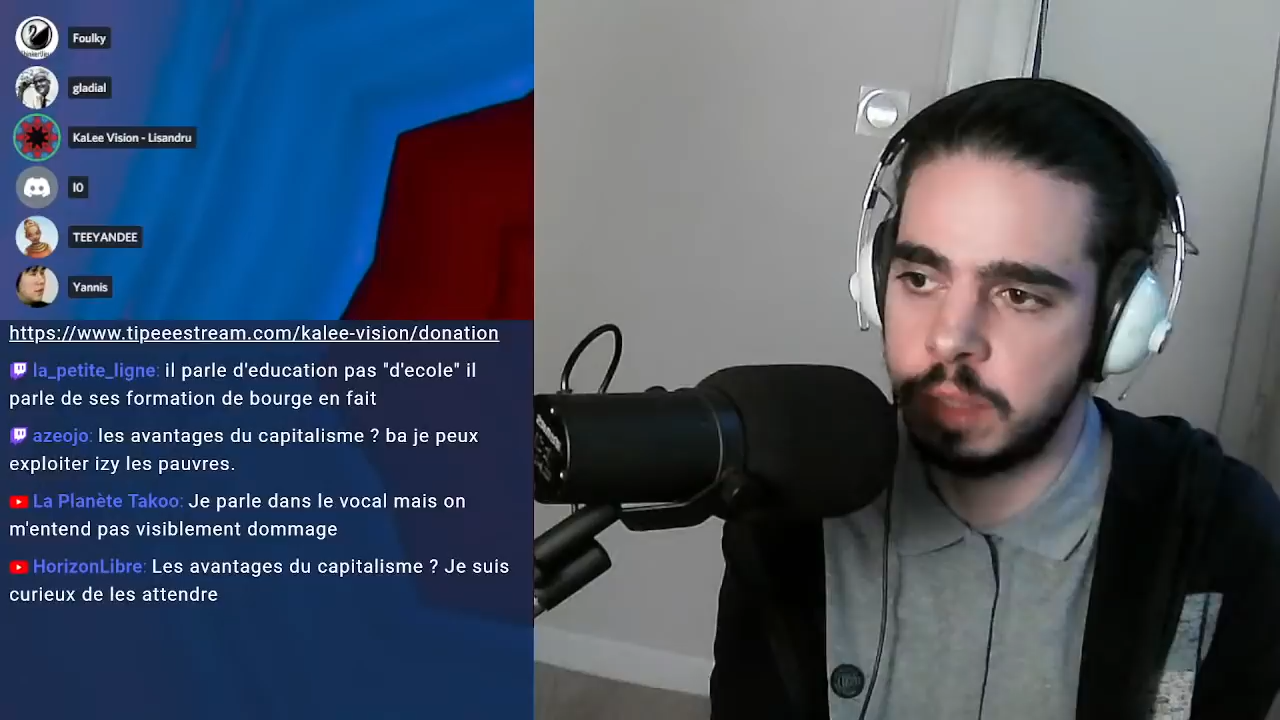 Foulky
gladial
KaLee Vision - Lisandru
IO
TEEYANDEE
Yannis
https://www.tipeeestream.com/kalee-vision/donation
la_petite_ligne: il parle d'education pas "d'ecole" il
parle de ses formation de bourge en fait
azeojo: les avantages du capitalisme ? ba je peux
exploiter izy les pauvres.
La Planète Takoo: Je parle dans le vocal mais on
m'entend pas visiblement dommage
HorizonLibre: Les avantages du capitalisme ? Je suis
curieux de les attendre